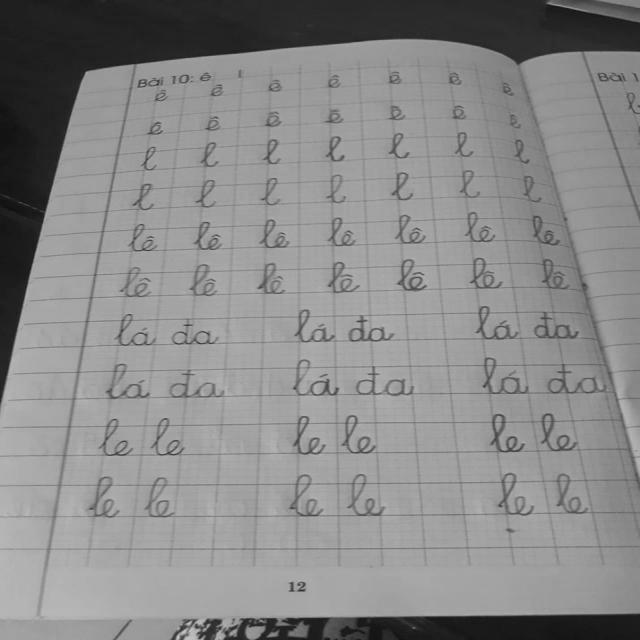 Bài 10: ê l
ê ê ê ê ê ê ê
ê ê ê ê ê ê ê
l l l l l l l
l l l l l l l
lê lê lê lê lê lê lê
lê lê lê lê lê lê lê
lá đa lá đa lá đa
lá đa lá đa lá đa
le le le le le le
le le le le le le
12
Bài 1